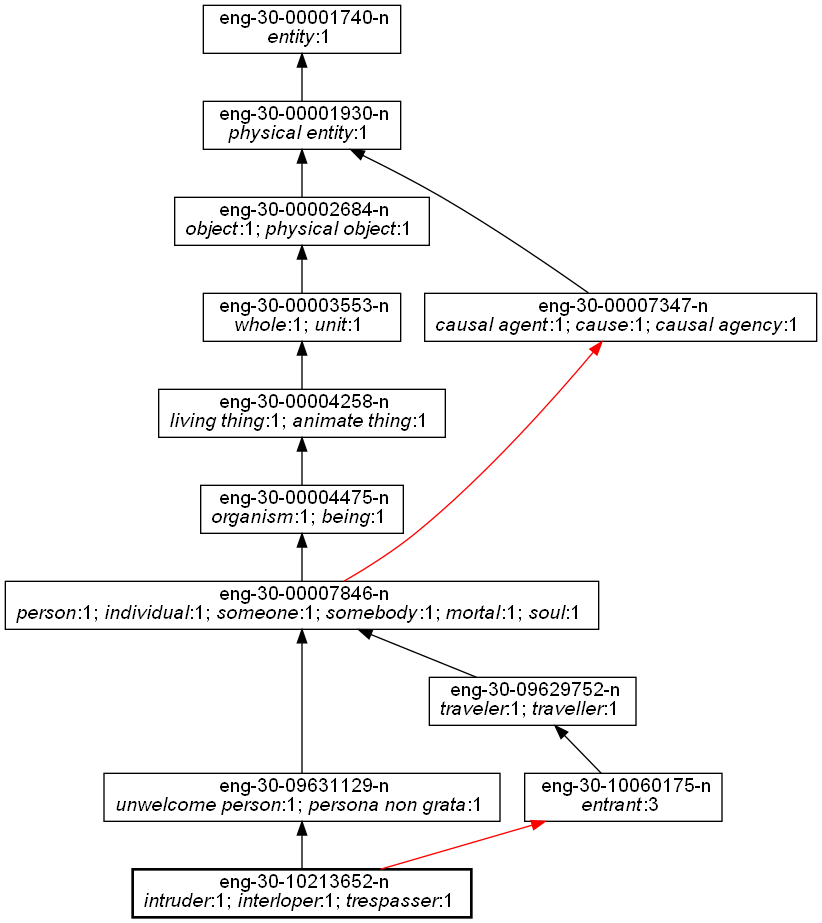 eng-30-00001740-n
entity:1
eng-30-00001930-n
physical entity:1
eng-30-00002684-n
object:1; physical object:1
eng-30-00003553-n
whole:1; unit:1
eng-30-00007347-n
causal agent:1; cause:1; causal agency:1
eng-30-00004258-n
living thing:1; animate thing:1
eng-30-00004475-n
organism:1; being:1
eng-30-00007846-n
person:1; individual:1; someone:1; somebody:1; mortal:1; soul:1
eng-30-09629752-n
traveler:1; traveller:1
eng-30-09631129-n
unwelcome person:1; persona non grata:1
eng-30-10060175-n
entrant:3
eng-30-10213652-n
intruder:1; interloper:1; trespasser:1